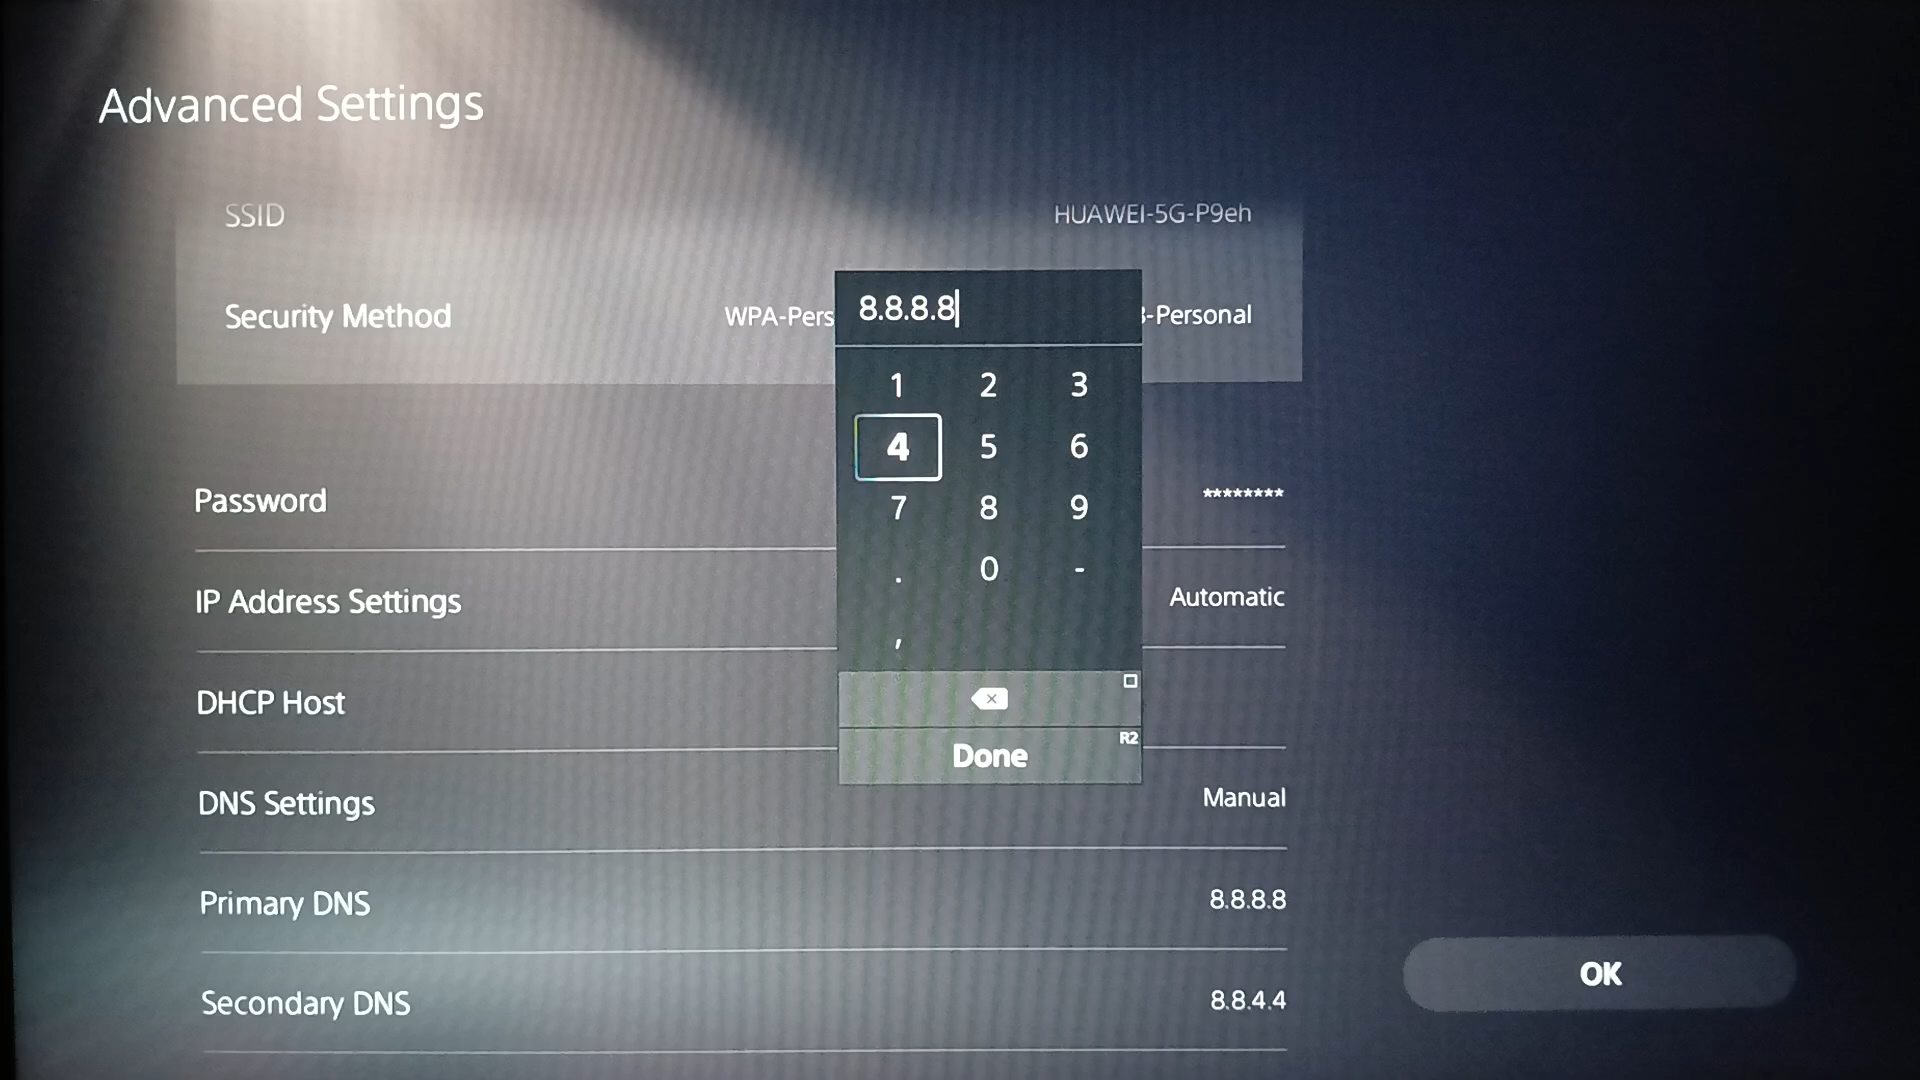 Advanced Settings
SSID HUAWEI-5G-P9eh
Security Method WPA-Pers -Personal
8.8.8.8
1 2 3
4 5 6
7 8 9
. 0 -
,
Done R2
Password ********
IP Address Settings Automatic
DHCP Host
DNS Settings Manual
Primary DNS 8.8.8.8
Secondary DNS 8.8.4.4
OK